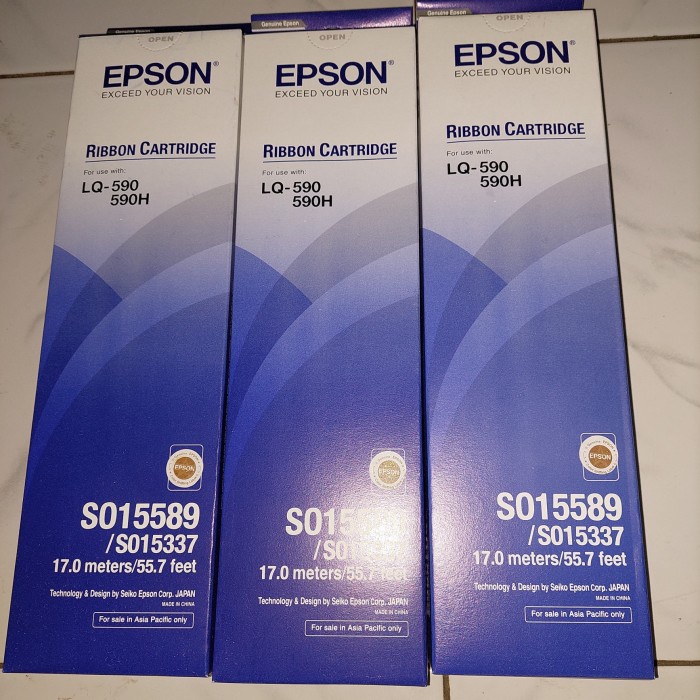 OPEN
EPSON®
EXCEED YOUR VISION
RIBBON CARTRIDGE
For use with:
LQ-590
590H
EPSON
S015589
/S015337
17.0 meters/55.7 feet
Technology & Design by Seiko Epson Corp. JAPAN
MADE IN CHINA
For sale in Asia Pacific only
Genuine Epson
OPEN
EPSON®
EXCEED YOUR VISION
RIBBON CARTRIDGE
For use with:
LQ-590
590H
EPSON
17.0 meters/55.7 feet
Technology & Design by Seiko Epson Corp. JAPAN
MADE IN CHINA
For sale in Asia Pacific only
Genuine Epson
OPEN
EPSON®
EXCEED YOUR VISION
RIBBON CARTRIDGE
For use with:
LQ-590
590H
EPSON
S015589
/S015337
17.0 meters/55.7 feet
Technology & Design by Seiko Epson Corp. JAPAN
MADE IN CHINA
For sale in Asia Pacific only